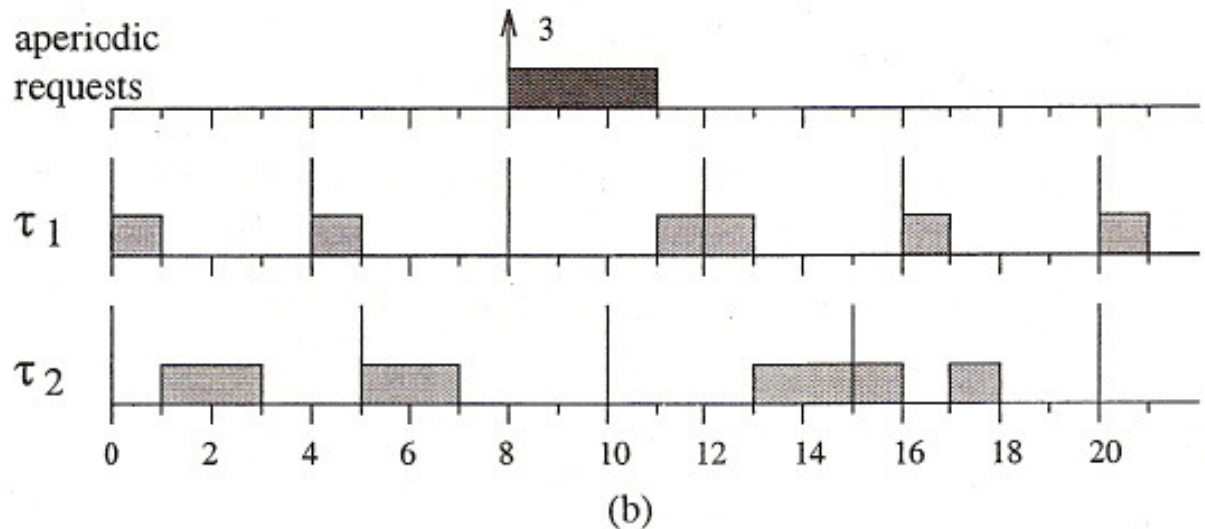 aperiodic 3
requests
τ 1
τ 2
0 2 4 6 8 10 12 14 16 18 20
(b)